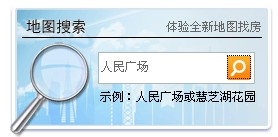 地图搜索
体验全新地图找房
人民广场
示例：人民广场或慧芝湖花园